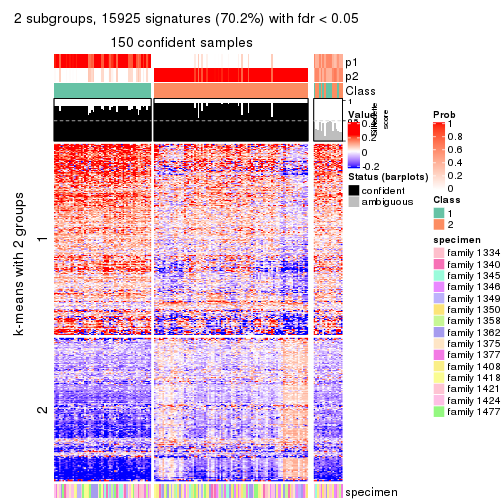 2 subgroups, 15925 signatures (70.2%) with fdr < 0.05
150 confident samples
p1
p2
Class
1
Silhouette
score
k-means with 2 groups
1
2
specimen
Value
0.2
0
-0.2
Status (barplots)
confident
ambiguous
Prob
1
0.8
0.6
0.4
0.2
0
Class
1
2
specimen
family 1334
family 1340
family 1345
family 1346
family 1349
family 1350
family 1358
family 1362
family 1375
family 1377
family 1408
family 1418
family 1421
family 1424
family 1477